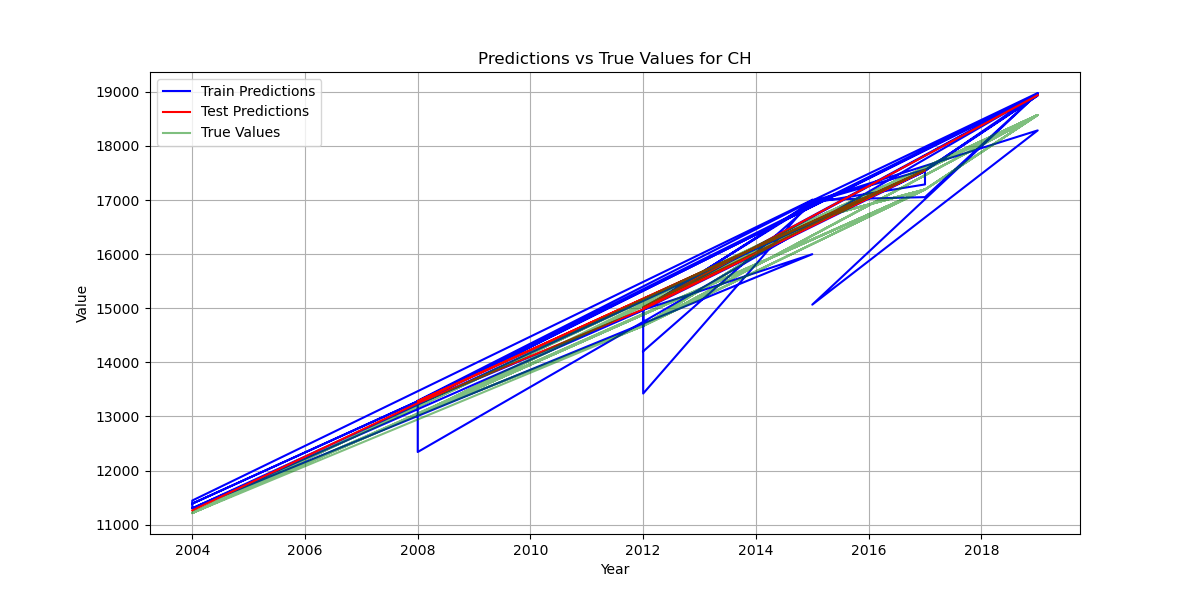 Predictions vs True Values for CH
Train Predictions
Test Predictions
True Values
19000
18000
17000
16000
15000
14000
13000
12000
11000
Value
2004 2006 2008 2010 2012 2014 2016 2018
Year